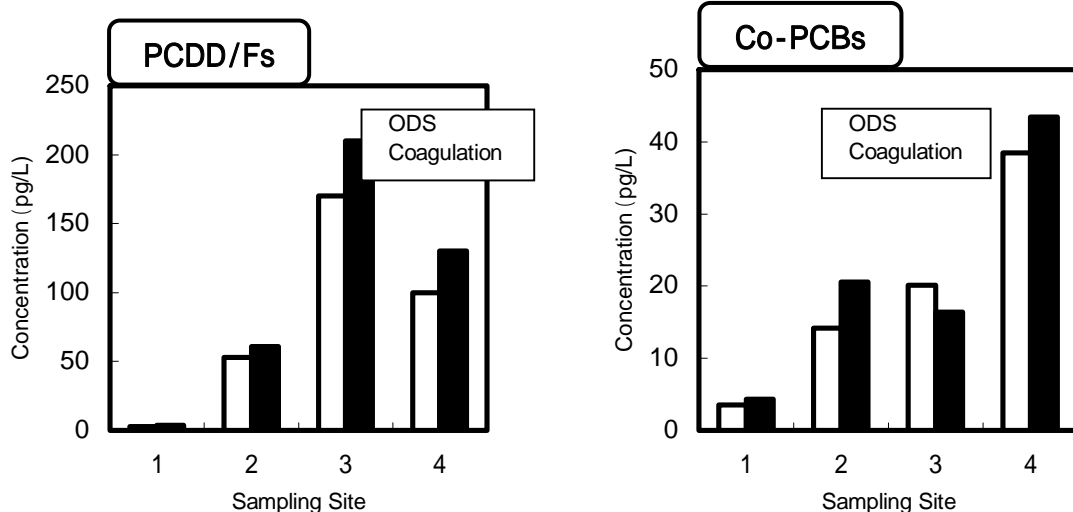 PCDD/Fs
250
200
150
100
50
0
Concentration (pg/L)
ODS
Coagulation
1 2 3 4
Sampling Site
Co-PCBs
50
40
30
20
10
0
Concentration (pg/L)
ODS
Coagulation
1 2 3 4
Sampling Site